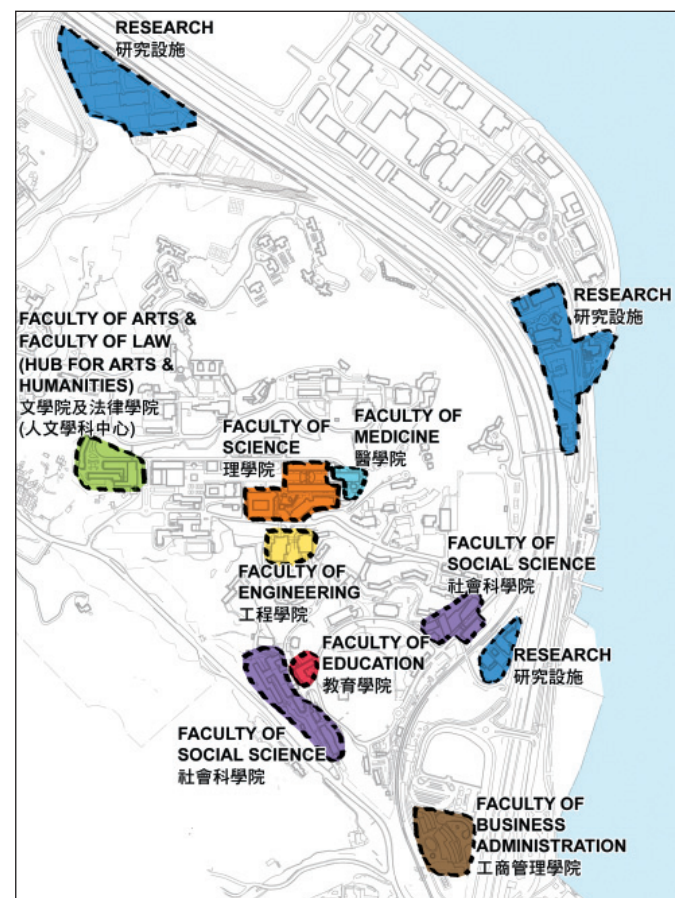 RESEARCH
研究設施
RESEARCH
研究設施
FACULTY OF ARTS &
FACULTY OF LAW
(HUB FOR ARTS &
HUMANITIES)
文學院及法律學院
(人文學科中心)
FACULTY OF
SCIENCE
理學院
FACULTY OF
MEDICINE
醫學院
FACULTY OF
ENGINEERING
工程學院
FACULTY OF
SOCIAL SCIENCE
社會科學院
FACULTY OF
EDUCATION
教育學院
RESEARCH
研究設施
FACULTY OF
SOCIAL SCIENCE
社會科學院
FACULTY OF
BUSINESS
ADMINISTRATION
工商管理學院